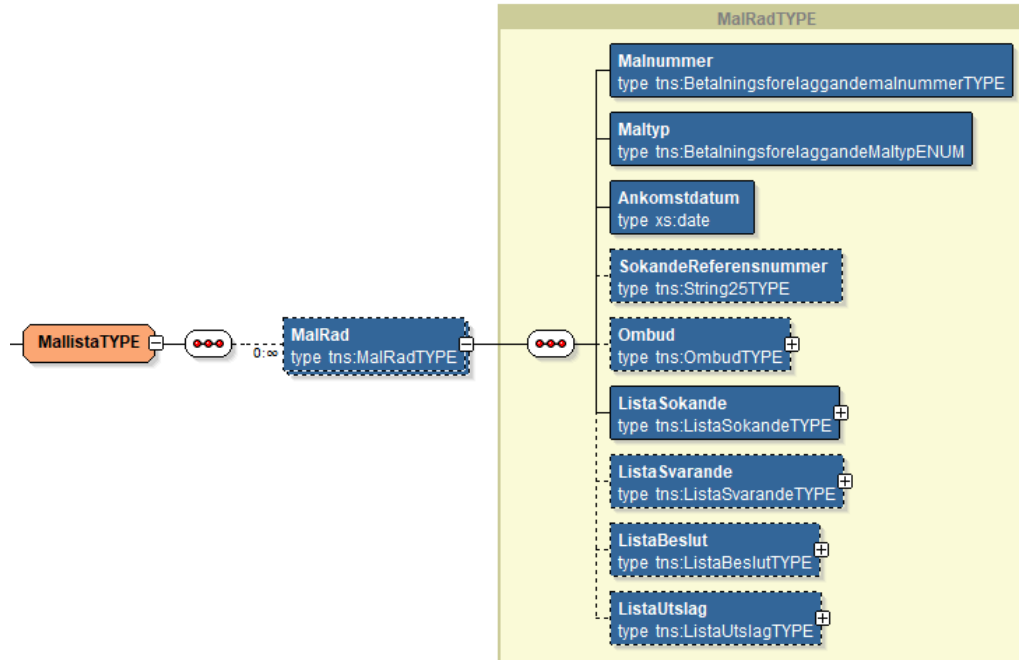 MalRadTYPE
Malnummer
type tns:BetalningsforelaggandemalnummerTYPE
Maltyp
type tns:BetalningsforelaggandeMaltypENUM
Ankomstdatum
type xs:date
SokandeReferensnummer
type tns:String25TYPE
MallistaTYPE
0:∞
MalRad
type tns:MalRadTYPE
Ombud
type tns:OmbudTYPE
ListaSokande
type tns:ListaSokandeTYPE
ListaSvarande
type tns:ListaSvarandeTYPE
ListaBeslut
type tns:ListaBeslutTYPE
ListaUtslag
type tns:ListaUtslagTYPE